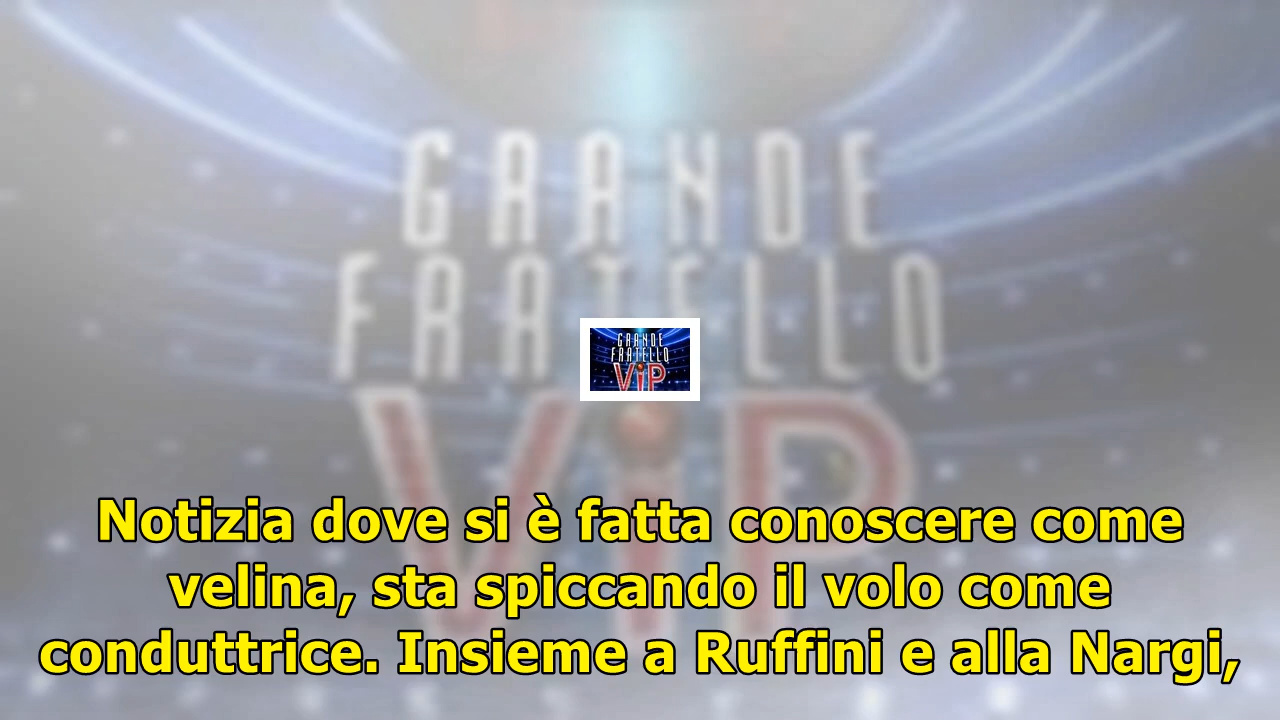 GRANDE
FRATELLO
VIP
GRANDE
FRATELLO
VIP
Notizia dove si è fatta conoscere come
velina, sta spiccando il volo come
conduttrice. Insieme a Ruffini e alla Nargi,